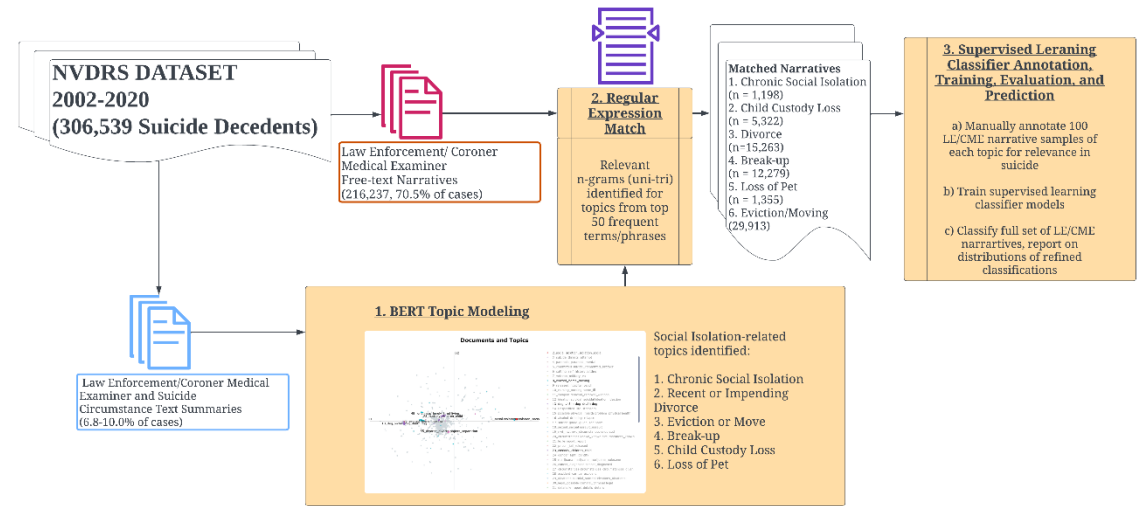 NVDRS DATASET
2002-2020
(306,539 Suicide Decedents)
Law Enforcement/ Coroner
Medical Examiner
Free-text Narratives
(216,237, 70.5% of cases)
2. Regular
Expression
Match
Relevant
n-grams (uni-tri)
identified for
topics from top
50 frequent
terms/phrases
Matched Narratives
1. Chronic Social Isolation
(n = 1,198)
2. Child Custody Loss
(n = 5,322)
3. Divorce
(n=15,263)
4. Break-up
(n = 12,279)
5. Loss of Pet
(n = 1,355)
6. Eviction/Moving
(29,913)
3. Supervised Leraning
Classifier Annotation,
Training, Evaluation, and
Prediction
a) Manually annotate 100
LE/CME narrative samples of
each topic for relevance in
suicide
b) Train supervised learning
classifier models
c) Classify full set of LE/CME
narrartives, report on
distributions of refined
classifications
Law Enforcement/Coroner Medical
Examiner and Suicide
Circumstance Text Summaries
(6.8-10.0% of cases)
1. BERT Topic Modeling
Documents and Topics
Social Isolation-related
topics identified:
1. Chronic Social Isolation
2. Recent or Impending
Divorce
3. Eviction or Move
4. Break-up
5. Child Custody Loss
6. Loss of Pet